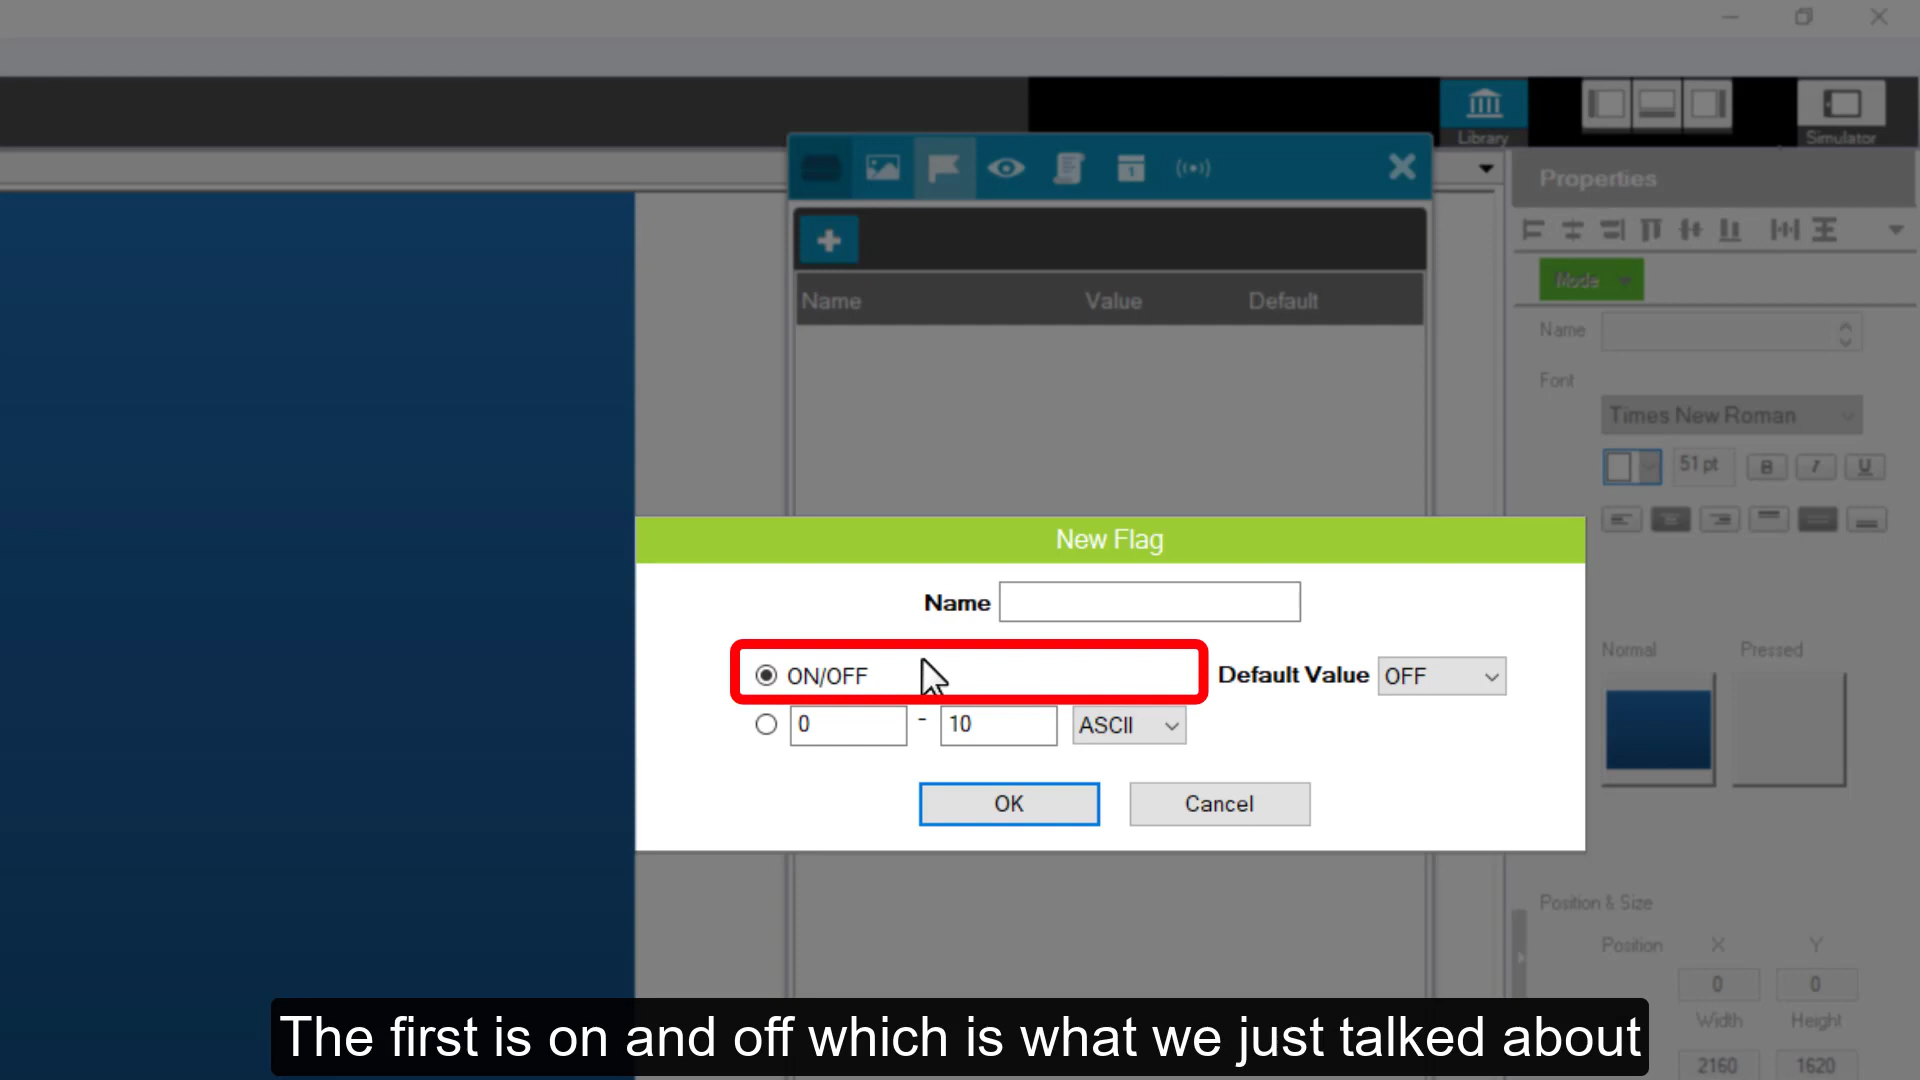 Library
Simulator
Properties
Mode
Name Value Default
Name
Font
Times New Roman
51 pt B I U
New Flag
Name
ON/OFF Default Value OFF
0 - 10 ASCII
OK Cancel
Normal Pressed
Position & Size
Position X Y
0 0
Width Height
2160 1620
The first is on and off which is what we just talked about